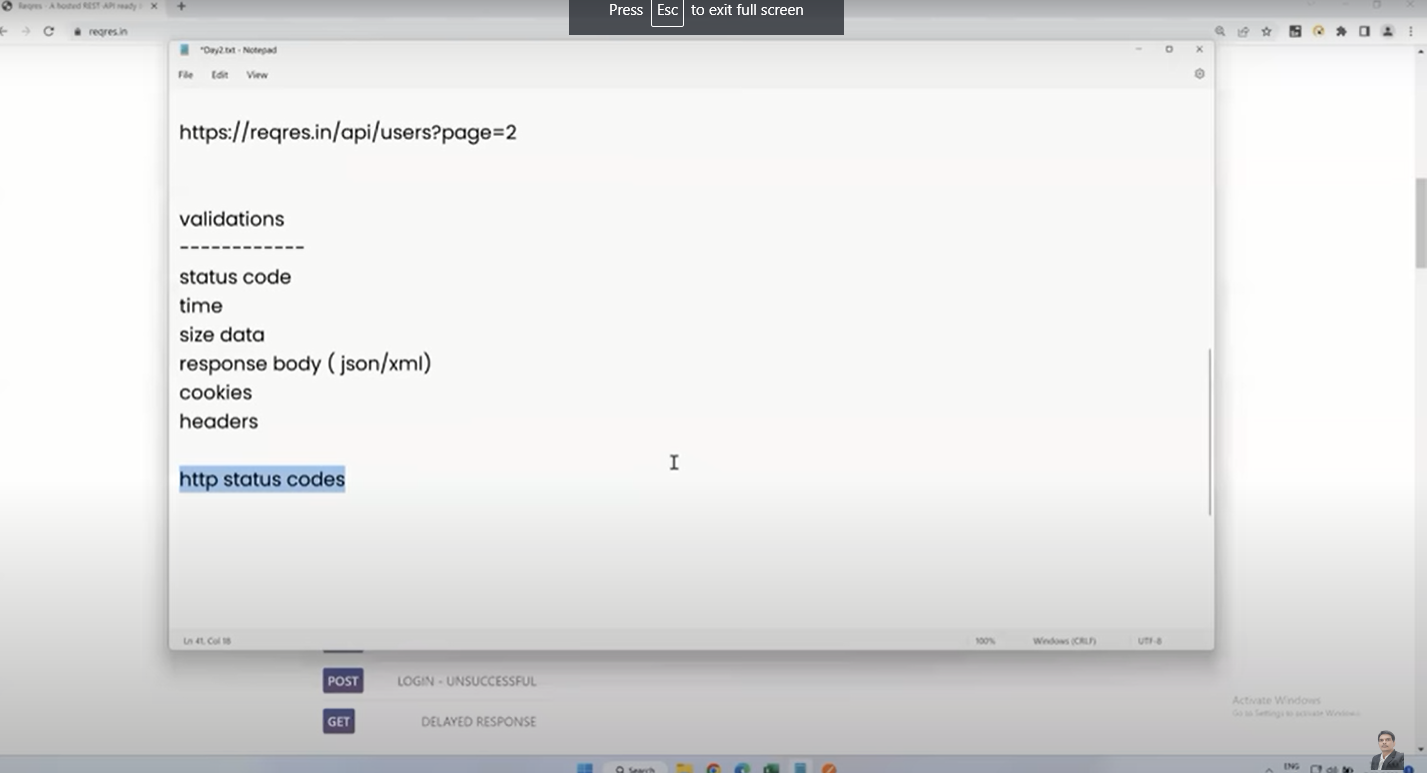 Reqres - A hosted REST-API ready
Press Esc to exit full screen
reqres.in
*Day2.txt - Notepad
File Edit View
https://reqres.in/api/users?page=2
validations
------------
status code
time
size data
response body ( json/xml)
cookies
headers
http status codes
Ln 41, Col 18 100% Windows (CRLF) UTF-8
POST LOGIN - UNSUCCESSFUL
GET DELAYED RESPONSE
Activate Windows
Go to Settings to activate Windows.
Search
ENG